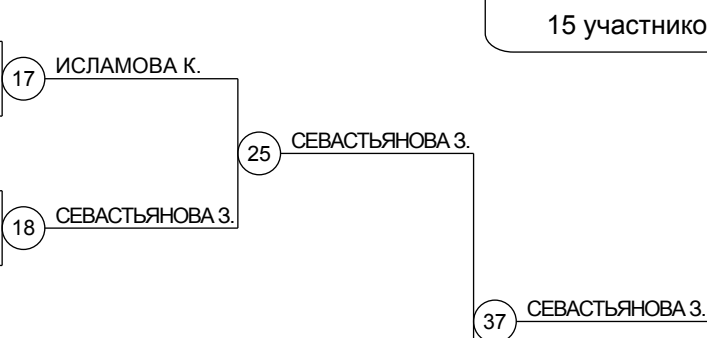 15 участнико
17 ИСЛАМОВА К.
25 СЕВАСТЬЯНОВА З.
18 СЕВАСТЬЯНОВА З.
37 СЕВАСТЬЯНОВА З.